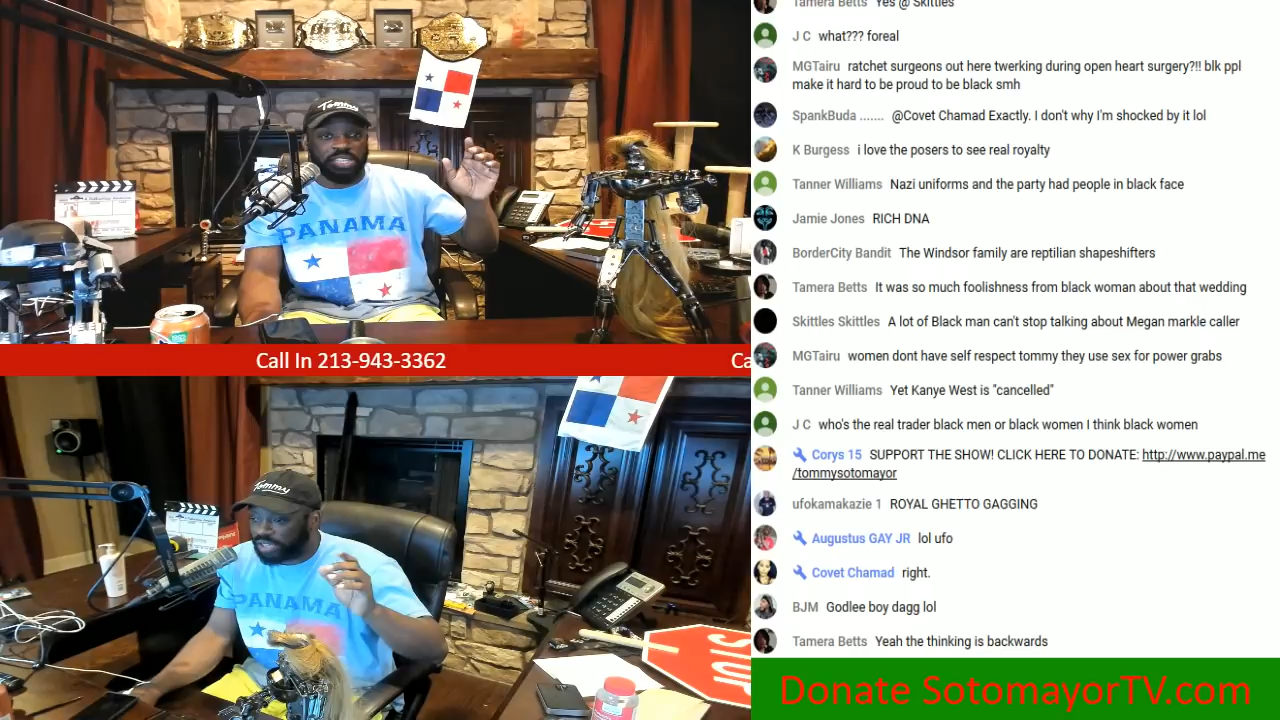 Tommy
PANAMA
Call In 213-943-3362
Ca
Tommy
PANAMA
STOP
Tamera Betts Yes @ Skittles
J C what??? foreal
MGTairu ratchet surgeons out here twerking during open heart surgery?!! blk ppl
make it hard to be proud to be black smh
SpankBuda ....... @Covet Chamad Exactly. I don't why I'm shocked by it lol
K Burgess i love the posers to see real royalty
Tanner Williams Nazi uniforms and the party had people in black face
Jamie Jones RICH DNA
BorderCity Bandit The Windsor family are reptilian shapeshifters
Tamera Betts It was so much foolishness from black woman about that wedding
Skittles Skittles A lot of Black man can't stop talking about Megan markle caller
MGTairu women dont have self respect tommy they use sex for power grabs
Tanner Williams Yet Kanye West is "cancelled"
J C who's the real trader black men or black women I think black women
Corys 15 SUPPORT THE SHOW! CLICK HERE TO DONATE: http://www.paypal.me
/tommysotomayor
ufokamakazie 1 ROYAL GHETTO GAGGING
Augustus GAY JR lol ufo
Covet Chamad right.
BJM Godlee boy dagg lol
Tamera Betts Yeah the thinking is backwards
Donate SotomayorTV.com